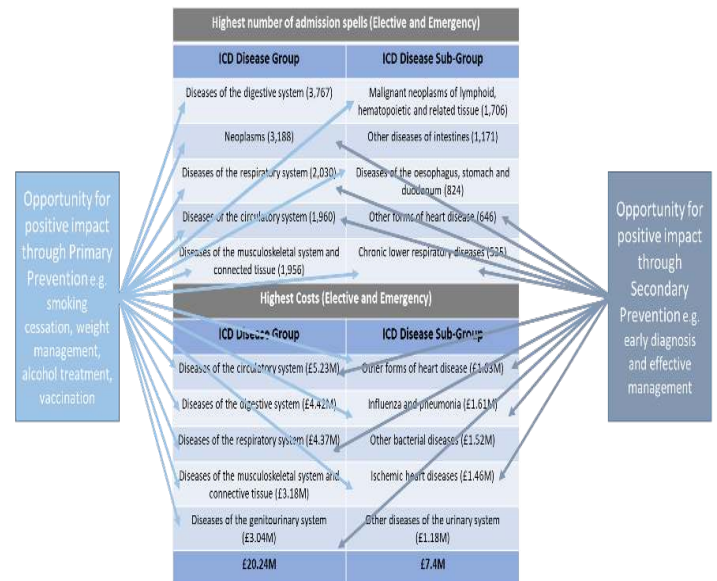 Highest number of admission spells (Elective and Emergency)
ICD Disease Group
ICD Disease Sub-Group
Diseases of the digestive system (3,767)
Malignant neoplasms of lymphoid,
hematopoietic and related tissue (1,706)
Neoplasms (3,188)
Other diseases of intestines (1,171)
Diseases of the respiratory system (2,030)
Diseases of the oesophagus, stomach and
duodenum (824)
Diseases of the circulatory system (1,960)
Other forms of heart disease (646)
Diseases of the musculoskeletal system and
connected tissue (1,956)
Chronic lower respiratory diseases
Highest Costs (Elective and Emergency)
ICD Disease Group
ICD Disease Sub-Group
Diseases of the circulatory system (£5.23M)
Other forms of heart disease
Diseases of the digestive system (£4.42M)
Influenza and pneumonia (£1.61M)
Diseases of the respiratory system (£4.37M)
Other bacterial diseases (£1.52M)
Diseases of the musculoskeletal system and
connective tissue (£3.18M)
Ischemic heart diseases (£1.46M)
Diseases of the genitourinary system
(£3.04M)
Other diseases of the urinary system
(£1.18M)
£20.24M
£7.4M
Opportunity for
positive impact
through Primary
Prevention e.g.
smoking
cessation, weight
management,
alcohol treatment,
vaccination
Opportunity for
positive impact
through
Secondary
Prevention e.g.
early diagnosis
and effective
management